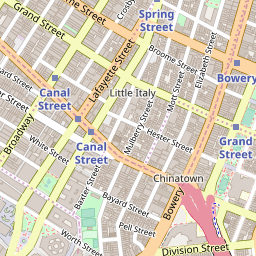 Spring
Street
Grand Street
Crosby
Lafayette Street
Broome Street
Elizabeth Street
Bowery
Little Italy
Mott Street
Canal
Street
Mulberry Street
Hester Street
Grand
Street
Broadway
White Street
Canal
Street
Chinatown
Baxter Street
Bayard Street
Bowery
Pell Street
Worth Street
Division Street